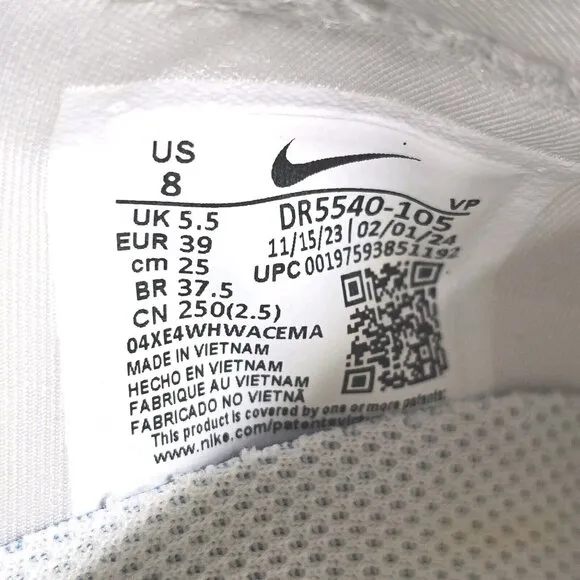 US
8
UK 5.5
EUR 39
cm 25
BR 37.5
CN 250(2.5)
04XE4WHWACEMA
MADE IN VIETNAM
HECHO EN VIETNAM
FABRIQUE AU VIETNAM
FABRICADO NO VIETNÃ
This product is covered by one or more patents:
www.nike.com/patents
DR5540-105 VP
11/15/23 | 02/01/24
UPC 00197593851192